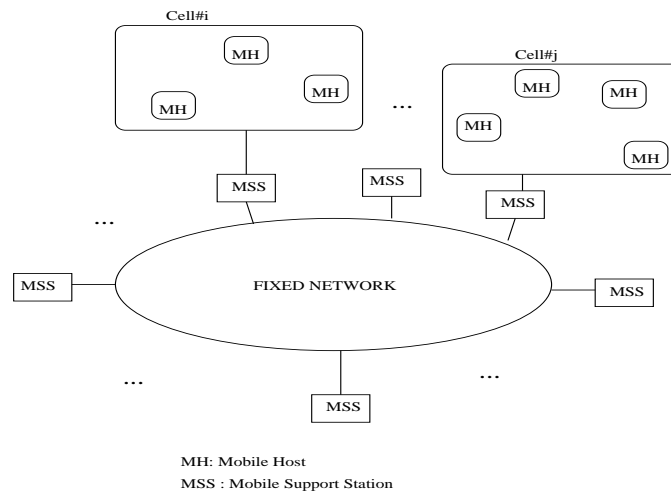 Cell#i
MH
MH
MH
...
Cell#j
MH
MH
MH
MH
MSS
MSS
MSS
...
MSS
FIXED NETWORK
MSS
...
...
MSS
MH: Mobile Host
MSS : Mobile Support Station